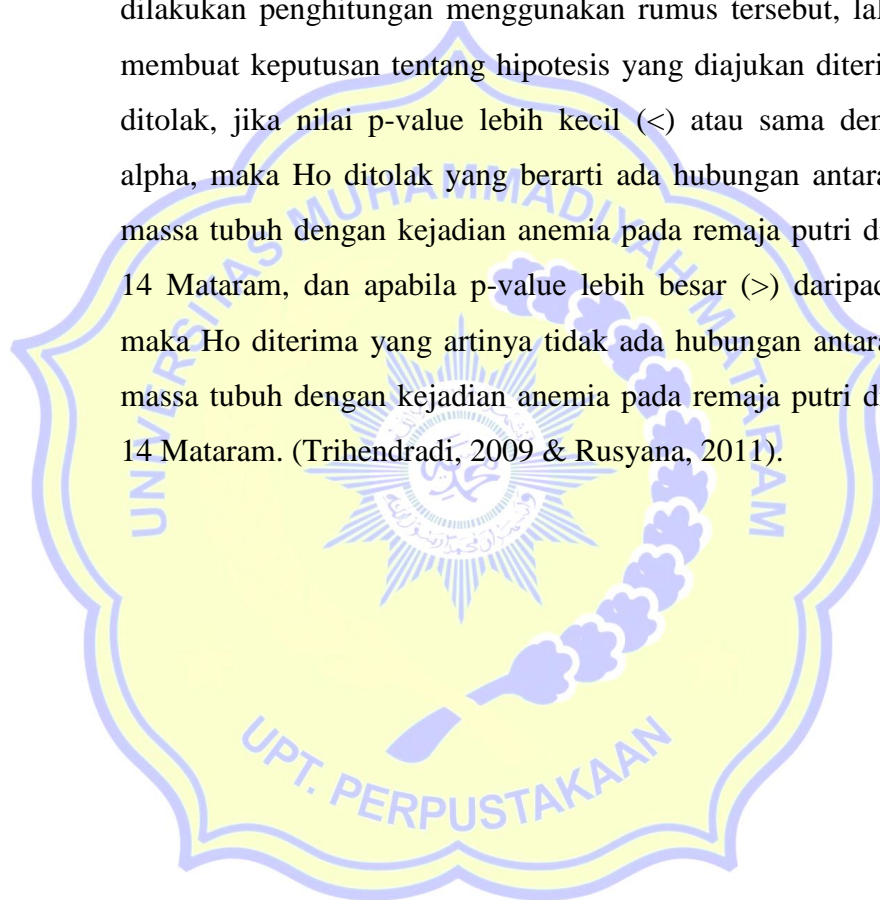 dilakukan penghitungan menggunakan rumus tersebut, lal
membuat keputusan tentang hipotesis yang diajukan diteri
ditolak, jika nilai p-value lebih kecil (<) atau sama den
alpha, maka Ho ditolak yang berarti ada hubungan antara
massa tubuh dengan kejadian anemia pada remaja putri di
14 Mataram, dan apabila p-value lebih besar (>) daripad
maka Ho diterima yang artinya tidak ada hubungan antara
massa tubuh dengan kejadian anemia pada remaja putri di
14 Mataram. (Trihendradi, 2009 & Rusyana, 2011).
UNIVERSITAS MUHAMMADIYAH MATARAM
UPT. PERPUSTAKAAN